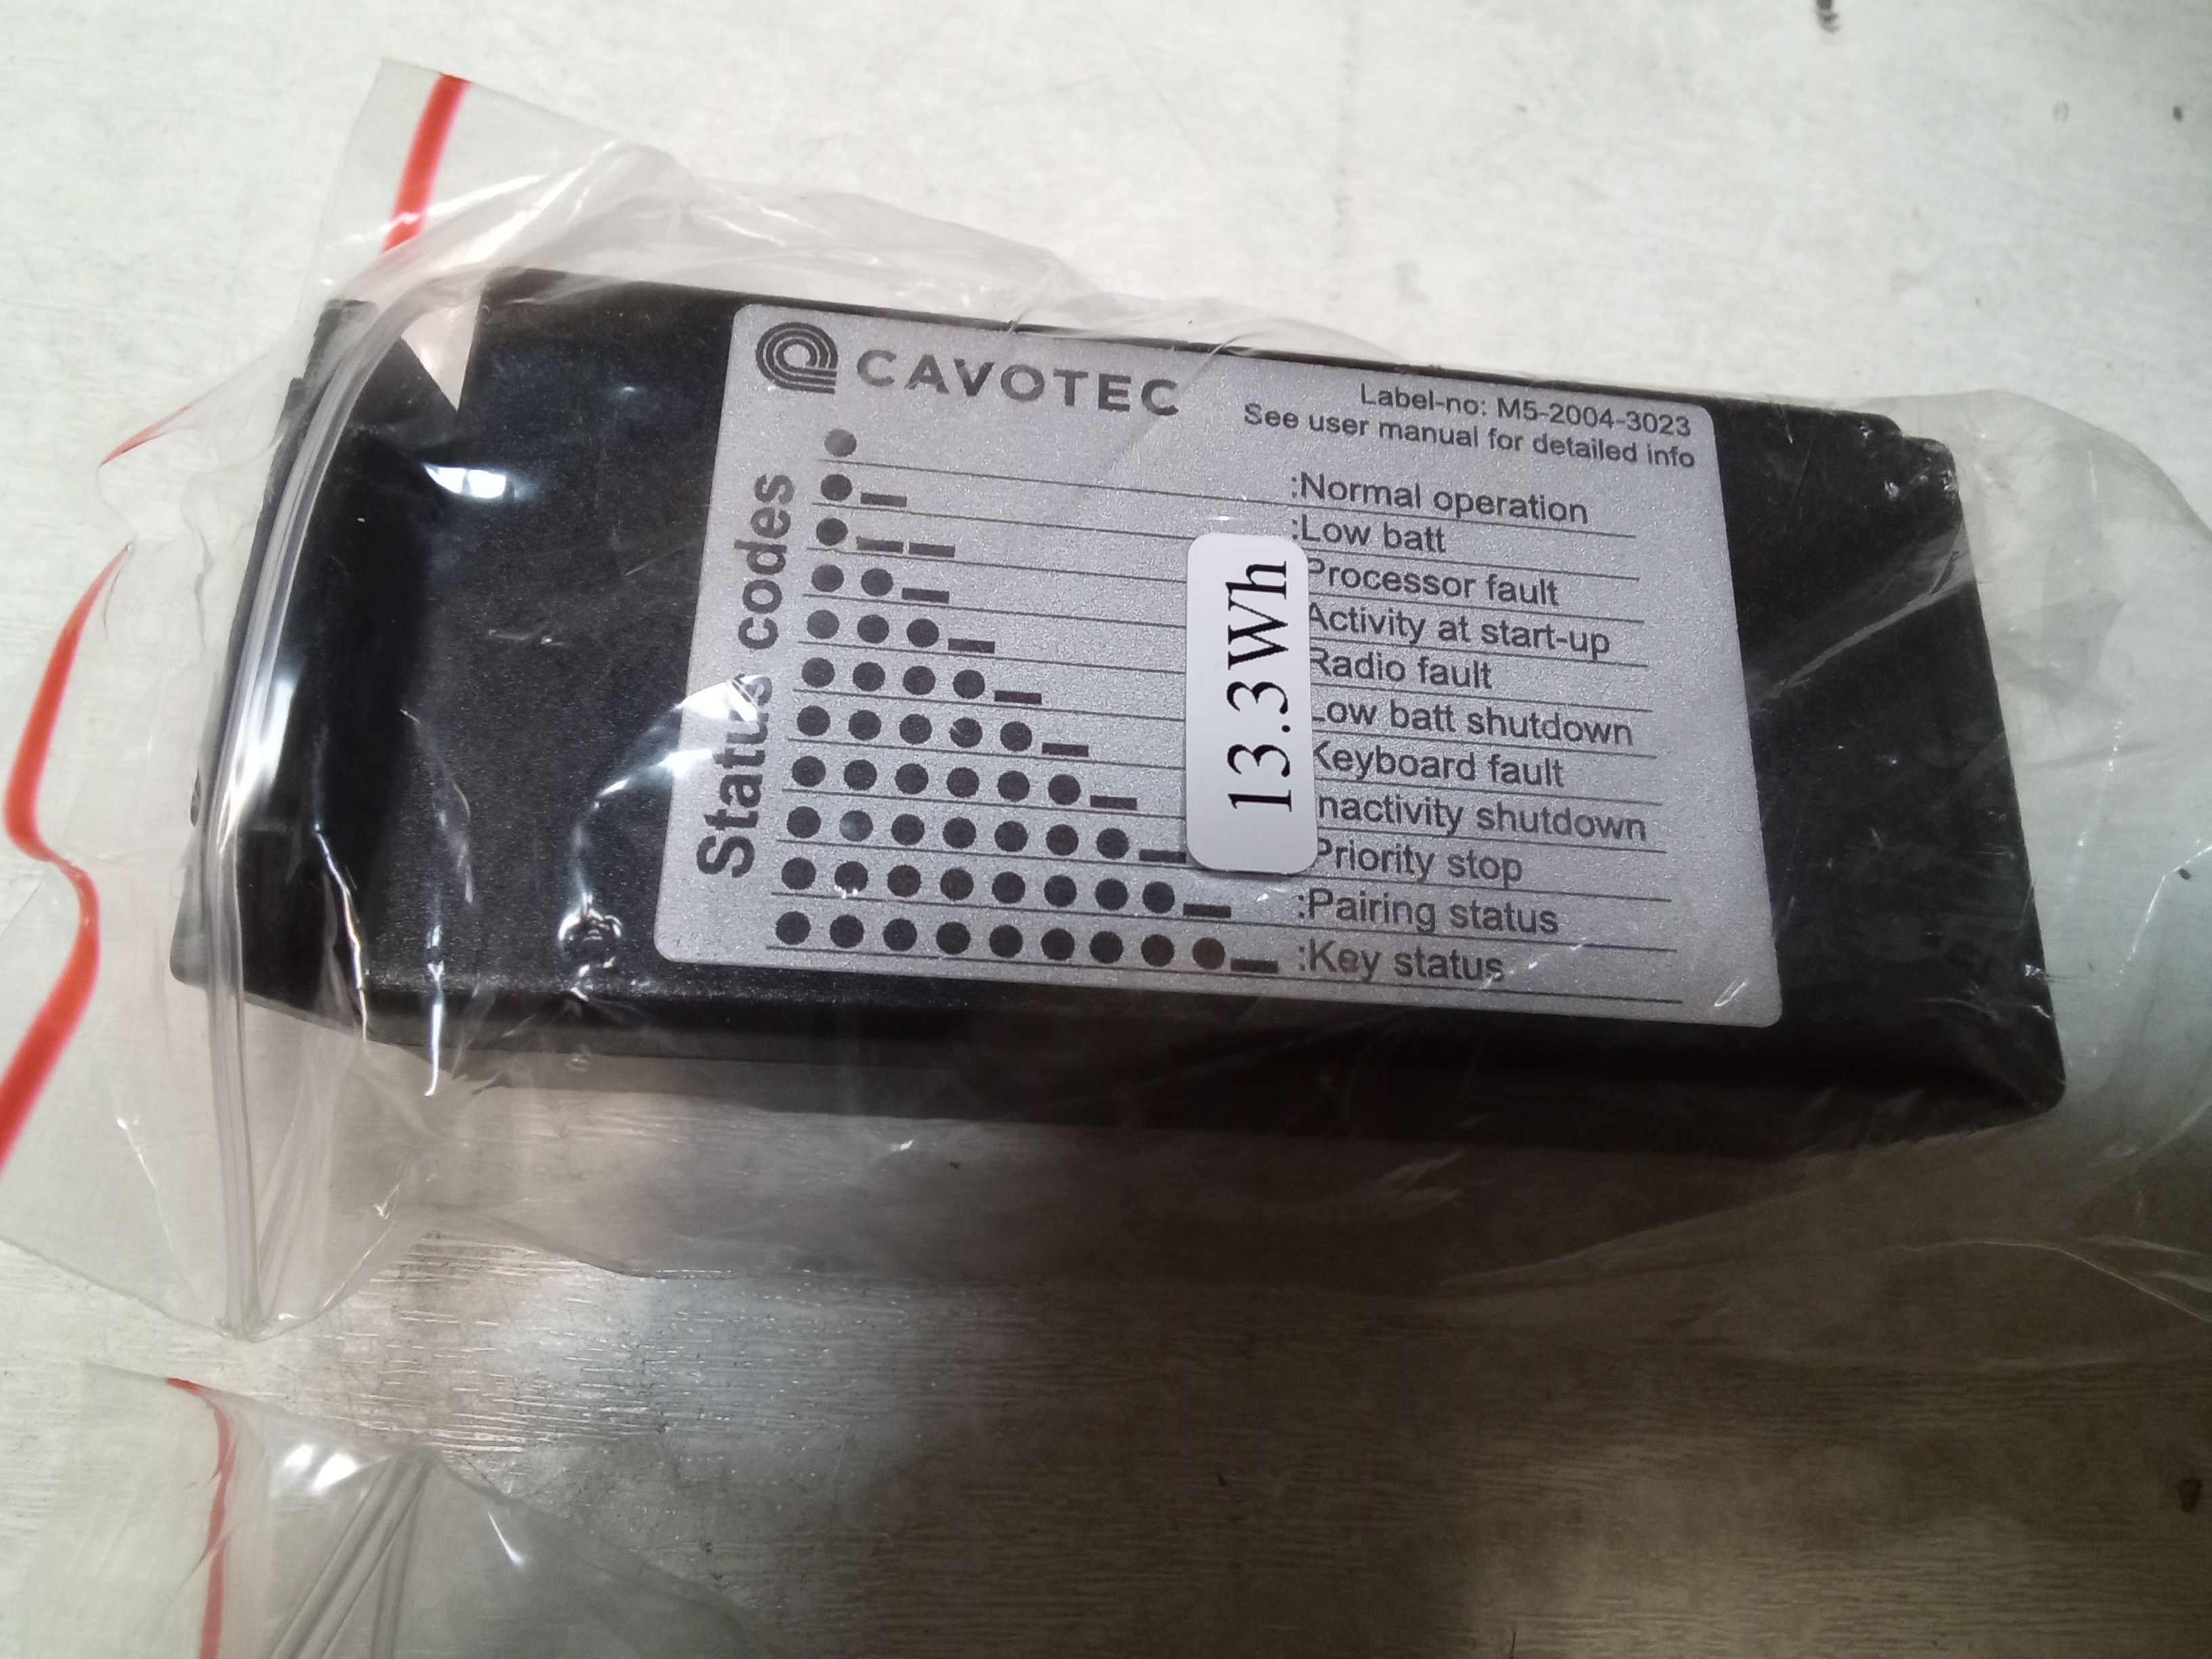 CAVOTEC
Label-no: M5-2004-3023
See user manual for detailed info
Status codes
:Normal operation
:Low batt
Processor fault
Activity at start-up
Radio fault
Low batt shutdown
Keyboard fault
nactivity shutdown
Priority stop
:Pairing status
:Key status
13.3Wh